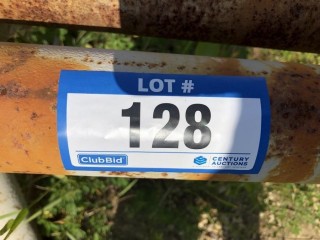 LOT #
128
ClubBid
CENTURY
AUCTIONS